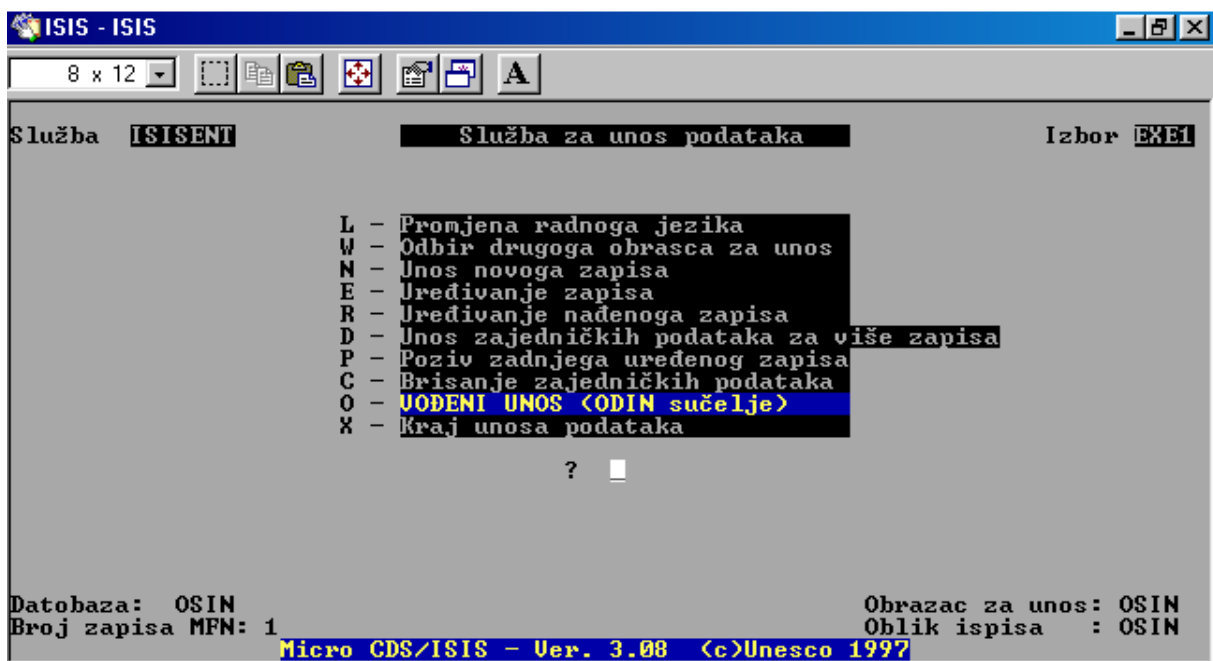 ISIS - ISIS
8 x 12 A
Služba ISISENT Služba za unos podataka Izbor EXE1
L - Promjena radnoga jezika
W - Odbir drugoga obrasca za unos
N - Unos novoga zapisa
E - Uređivanje zapisa
R - Uređivanje nađenoga zapisa
D - Unos zajedničkih podataka za više zapisa
P - Poziv zadnjega uređenog zapisa
C - Brisanje zajedničkih podataka
O - VOĐENI UNOS (ODIN sučelje)
X - Kraj unosa podataka
? _
Datobaza: OSIN Obrazac za unos: OSIN
Broj zapisa MFN: 1 Oblik ispisa : OSIN
Micro CDS/ISIS - Ver. 3.08 (c)Unesco 1997